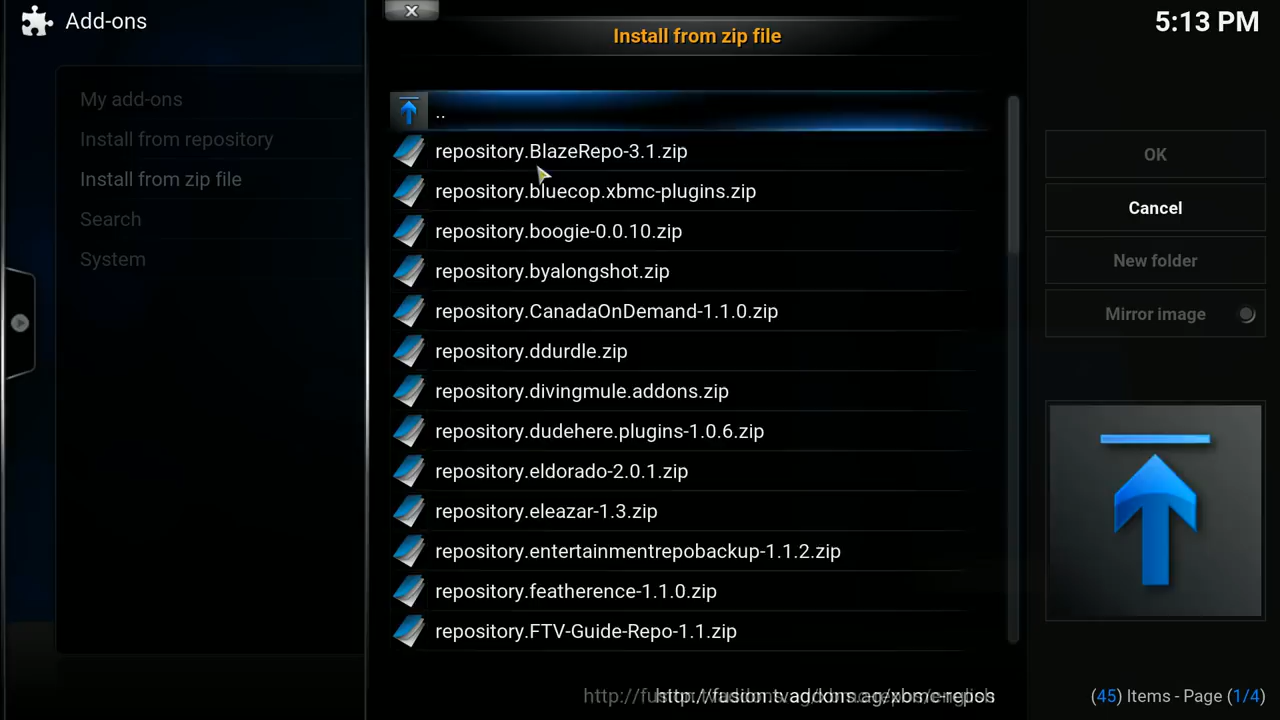 Add-ons
5:13 PM
Install from zip file
My add-ons
Install from repository
Install from zip file
Search
System
..
repository.BlazeRepo-3.1.zip
repository.bluecop.xbmc-plugins.zip
repository.boogie-0.0.10.zip
repository.byalongshot.zip
repository.CanadaOnDemand-1.1.0.zip
repository.ddurdle.zip
repository.divingmule.addons.zip
repository.dudehere.plugins-1.0.6.zip
repository.eldorado-2.0.1.zip
repository.eleazar-1.3.zip
repository.entertainmentrepobackup-1.1.2.zip
repository.featherence-1.1.0.zip
repository.FTV-Guide-Repo-1.1.zip
OK
Cancel
New folder
Mirror image
(45) Items - Page (1/4)